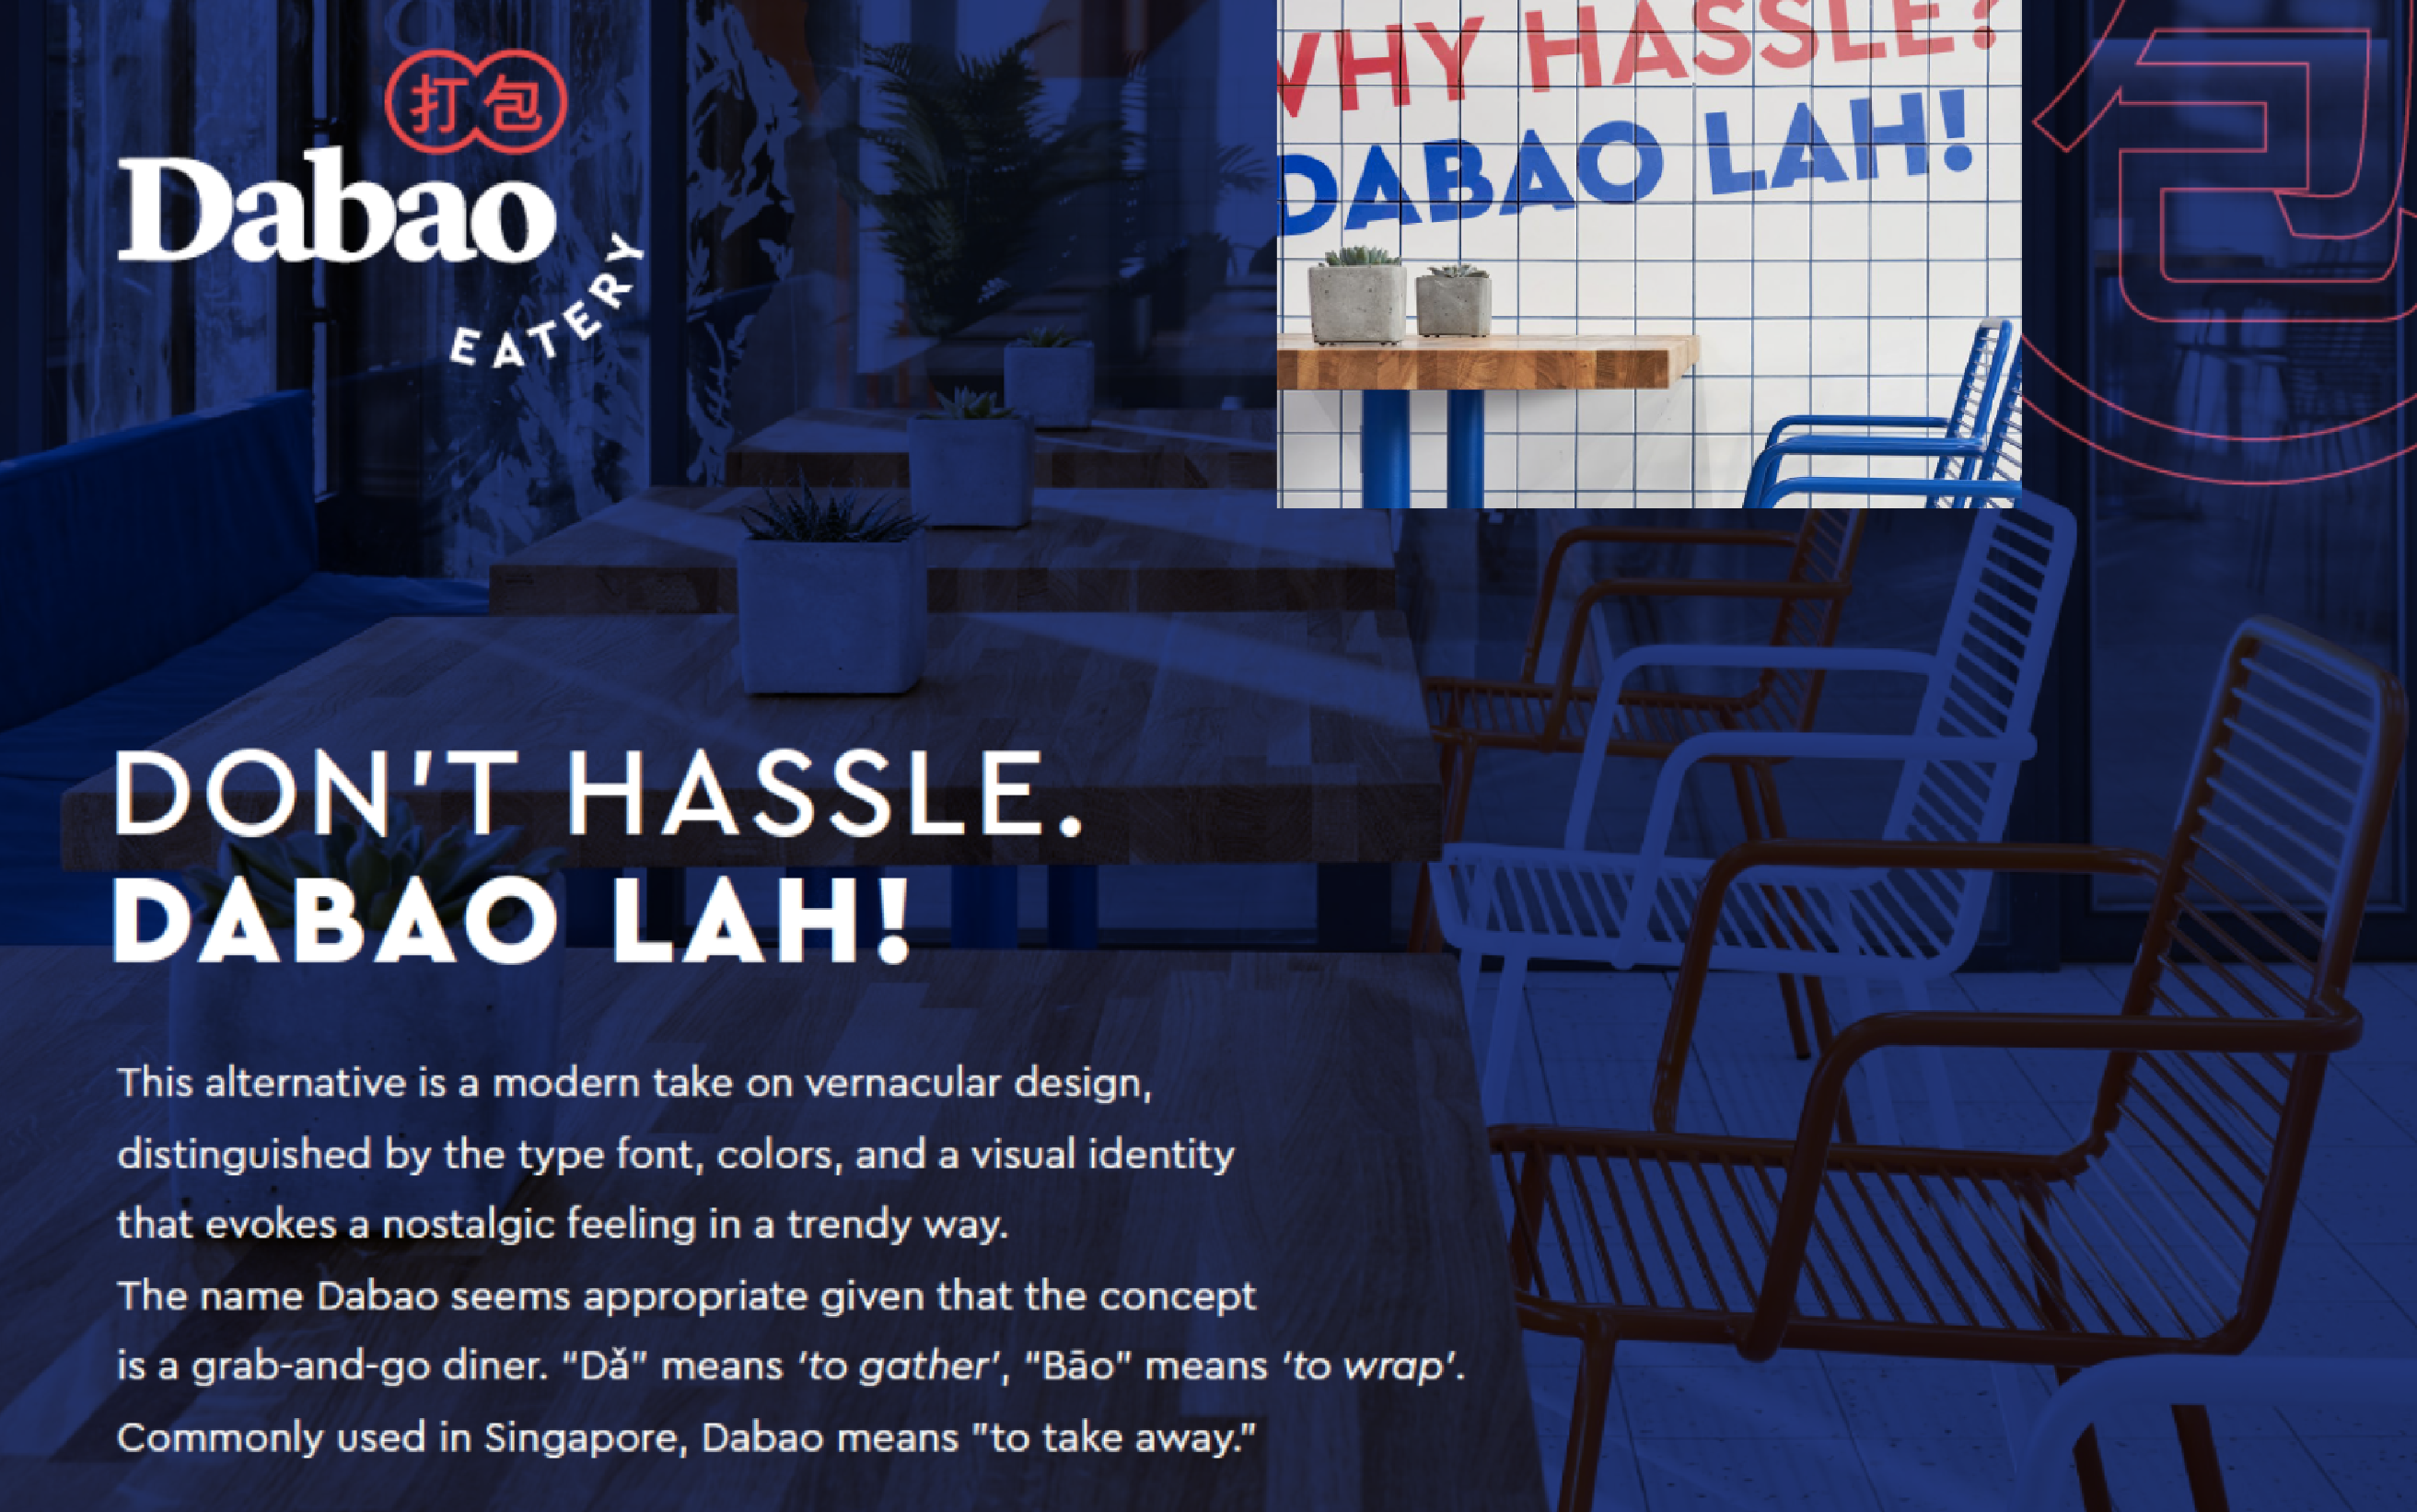 打包
Dabao
EATERY
WHY HASSLE?
DABAO LAH!
包
DON'T HASSLE.
DABAO LAH!
This alternative is a modern take on vernacular design,
distinguished by the type font, colors, and a visual identity
that evokes a nostalgic feeling in a trendy way.
The name Dabao seems appropriate given that the concept
is a grab-and-go diner. "Dǎ" means 'to gather', "Bāo" means 'to wrap'.
Commonly used in Singapore, Dabao means "to take away."